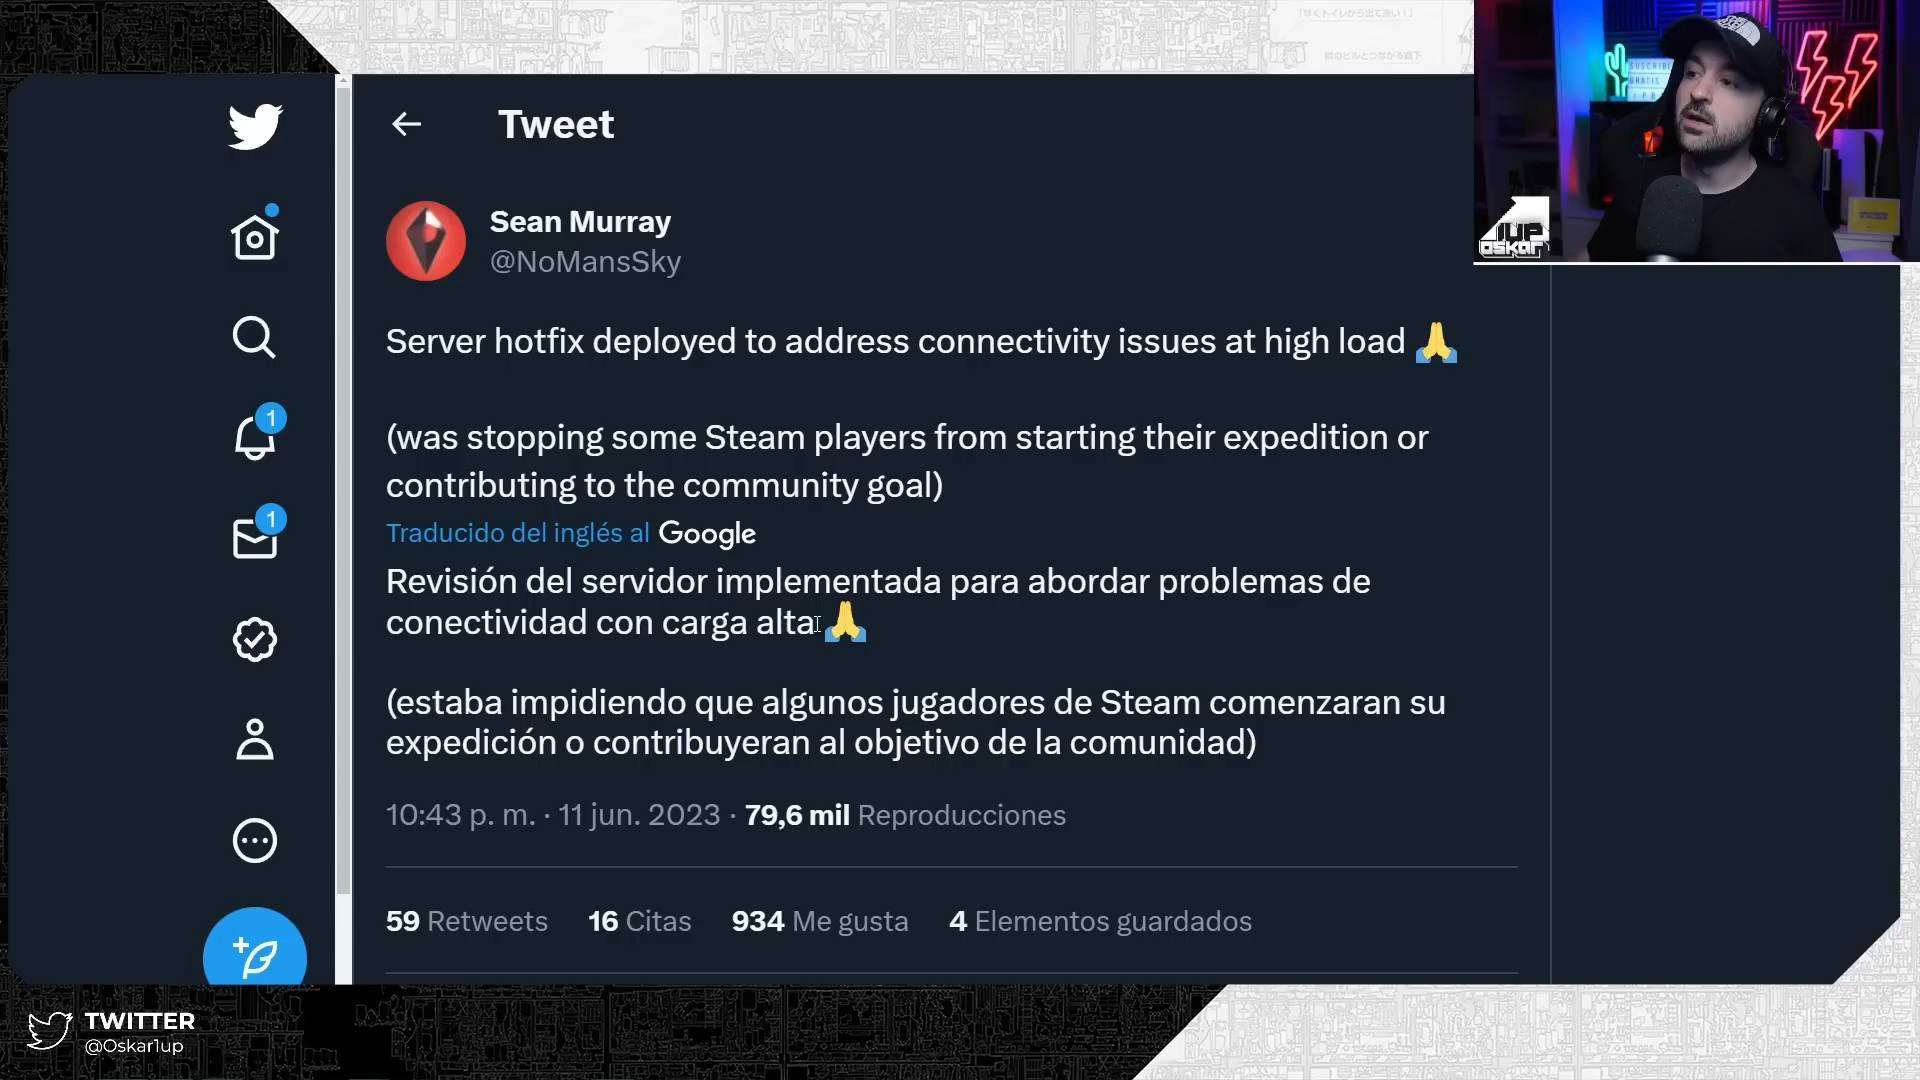 Tweet
Sean Murray
@NoMansSky
Server hotfix deployed to address connectivity issues at high load 🙏
(was stopping some Steam players from starting their expedition or
contributing to the community goal)
Traducido del inglés al Google
Revisión del servidor implementada para abordar problemas de
conectividad con carga alta 🙏
(estaba impidiendo que algunos jugadores de Steam comenzaran su
expedición o contribuyeran al objetivo de la comunidad)
10:43 p. m. · 11 jun. 2023 · 79,6 mil Reproducciones
59 Retweets 16 Citas 934 Me gusta 4 Elementos guardados
1
1
1UP
oskar
TWITTER
@Oskar1up